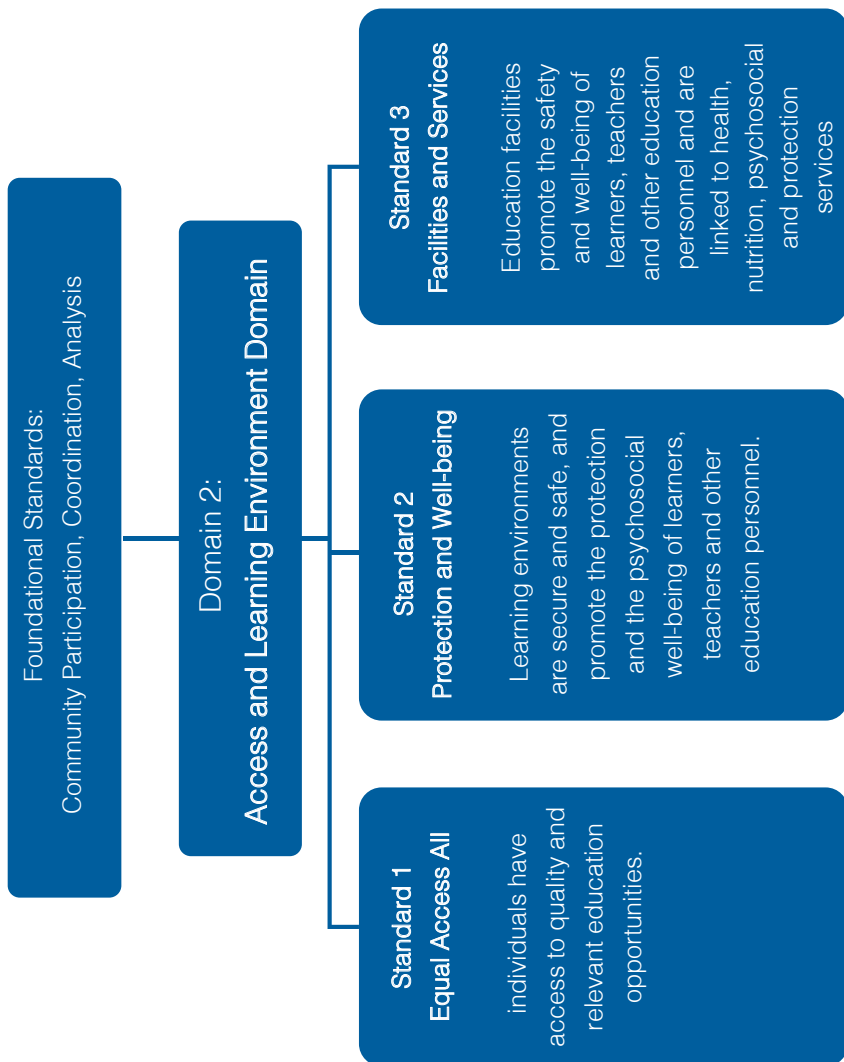 Foundational Standards:
Community Participation, Coordination, Analysis
Domain 2:
Access and Learning Environment Domain
Standard 1
Equal Access All
individuals have
access to quality and
relevant education
opportunities.
Standard 2
Protection and Well-being
Learning environments
are secure and safe, and
promote the protection
and the psychosocial
well-being of learners,
teachers and other
education personnel.
Standard 3
Facilities and Services
Education facilities
promote the safety
and well-being of
learners, teachers
and other education
personnel and are
linked to health,
nutrition, psychosocial
and protection
services